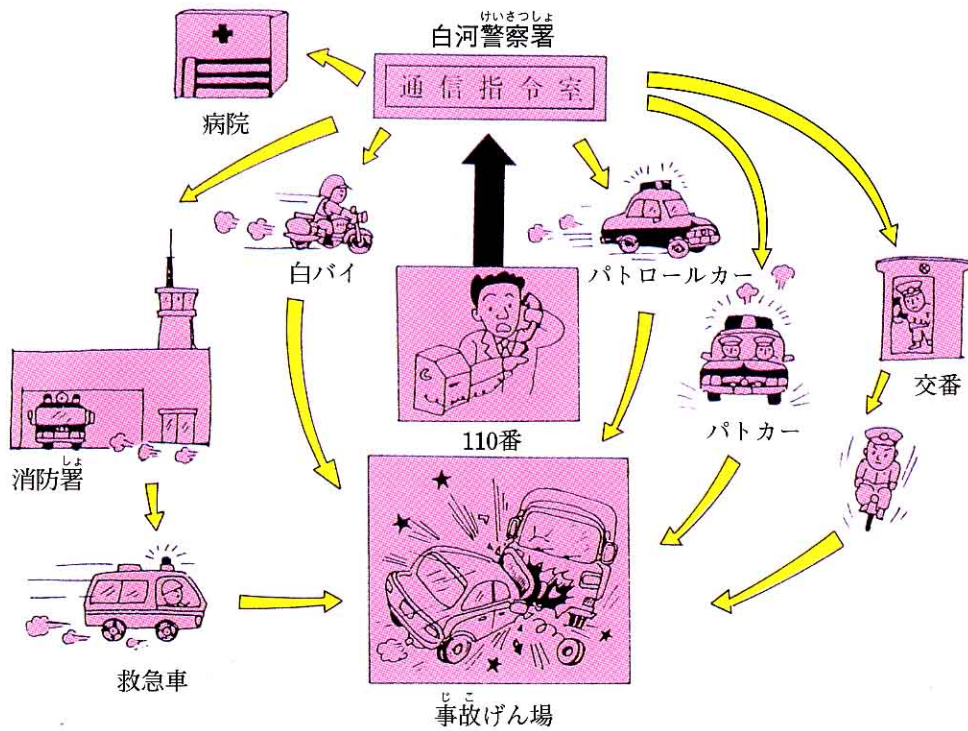 けいさつしょ
白河警察署
通信指令室
病院
白バイ
パトロールカー
110番
パトカー
交番
しょ
消防署
救急車
じこ
事故げん場